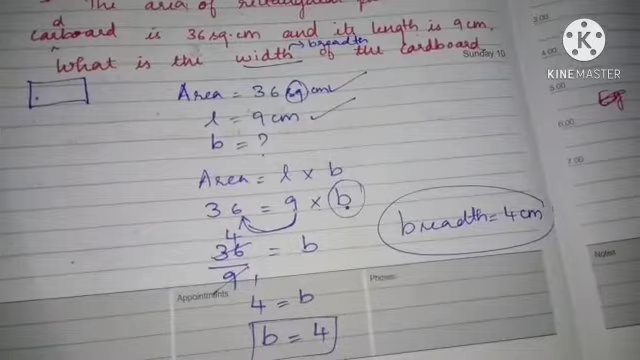 The area of rectangular
d
cardboard is 36 sq.cm and its length is 9 cm.
→ breadth
What is the width of the cardboard
Sunday 10
Area = 36 sq cm
l = 9 cm
b = ?
Area = l × b
36 = 9 × b
4
36 = b
9 1
4 = b
b = 4
breadth = 4 cm
Eg
3.00
4.00
5.00
6.00
7.00
Appointments
Phones
Notes
K
KINEMASTER